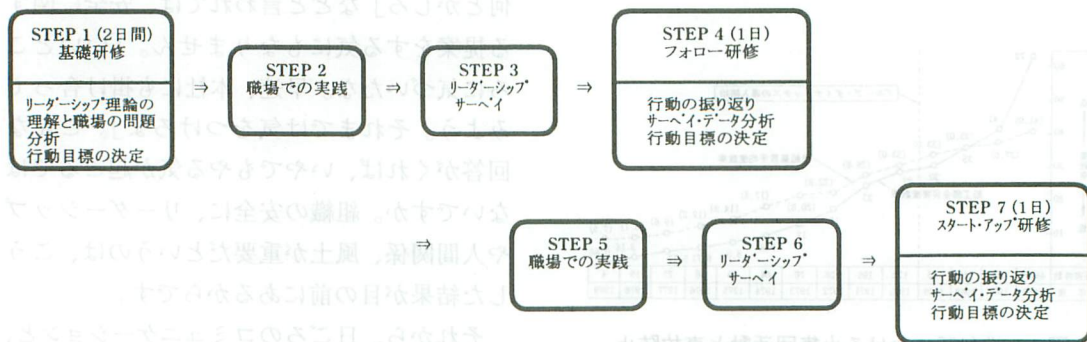 STEP 1 (2日間)
基礎研修
リーダーシップ理論の
理解と職場の問題
分析
行動目標の決定
⇒
STEP 2
職場での実践
⇒
STEP 3
リーダーシップ
サーベイ
⇒
STEP 4 (1日)
フォロー研修
行動の振り返り
サーベイ・データ分析
行動目標の決定
⇒
STEP 5
職場での実践
⇒
STEP 6
リーダーシップ
サーベイ
⇒
STEP 7 (1日)
スタート・アップ研修
行動の振り返り
サーベイ・データ分析
行動目標の決定